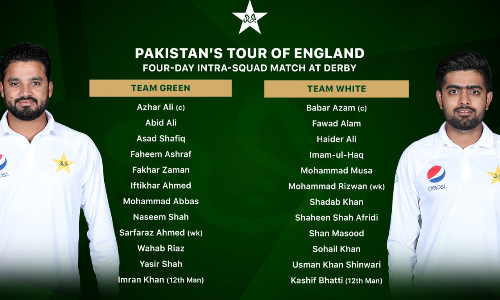 PAKISTAN'S TOUR OF ENGLAND
FOUR-DAY INTRA-SQUAD MATCH AT DERBY
TEAM GREEN
Azhar Ali (c)
Abid Ali
Asad Shafiq
Faheem Ashraf
Fakhar Zaman
Iftikhar Ahmed
Mohammad Abbas
Naseem Shah
Sarfaraz Ahmed (wk)
Wahab Riaz
Yasir Shah
Imran Khan (12th Man)
TEAM WHITE
Babar Azam (c)
Fawad Alam
Haider Ali
Imam-ul-Haq
Mohammad Musa
Mohammad Rizwan (wk)
Shadab Khan
Shaheen Shah Afridi
Shan Masood
Sohail Khan
Usman Khan Shinwari
Kashif Bhatti (12th Man)
pepsi
pepsi